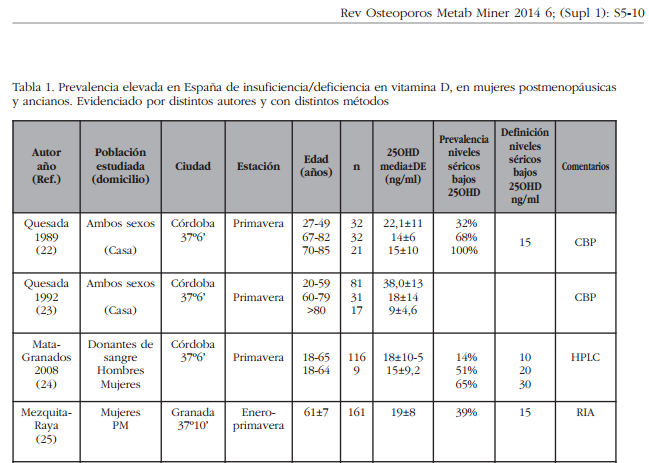 Rev Osteoporos Metab Miner 2014 6; (Supl 1): S5-10
Tabla 1. Prevalencia elevada en España de insuficiencia/deficiencia en vitamina D, en mujeres postmenopáusicas
y ancianos. Evidenciado por distintos autores y con distintos métodos
Autor año (Ref.) Población estudiada (domicilio) Ciudad Estación Edad (años) n 25OHD media±DE (ng/ml) Prevalencia niveles séricos bajos 25OHD Definición niveles séricos bajos 25OHD ng/ml Comentarios
Quesada Ambos sexos Córdoba Primavera 27-49 32 22,1±11 32%
1989 37º6' 67-82 32 14±6 68% 15 CBP
(22) (Casa) 70-85 21 15±10 100%
Quesada Ambos sexos Córdoba 20-59 81 38,0±13
1992 37º6' Primavera 60-79 31 18±14 CBP
(23) (Casa) >80 17 9±4,6
Mata- Donantes de Córdoba
Granados sangre 37º6' Primavera 18-65 116 18±10-5 14% 10 HPLC
2008 Hombres 18-64 9 15±9,2 51% 20
(24) Mujeres 65% 30
Mezquita- Mujeres Granada Enero- 61±7 161 19±8 39% 15 RIA
Raya PM 37º10' primavera
(25)